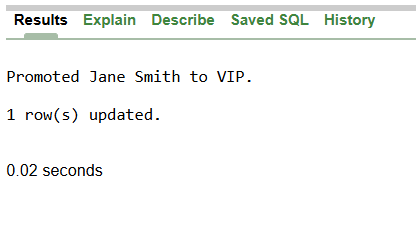 Results Explain Describe Saved SQL History
Promoted Jane Smith to VIP.
1 row(s) updated.
0.02 seconds